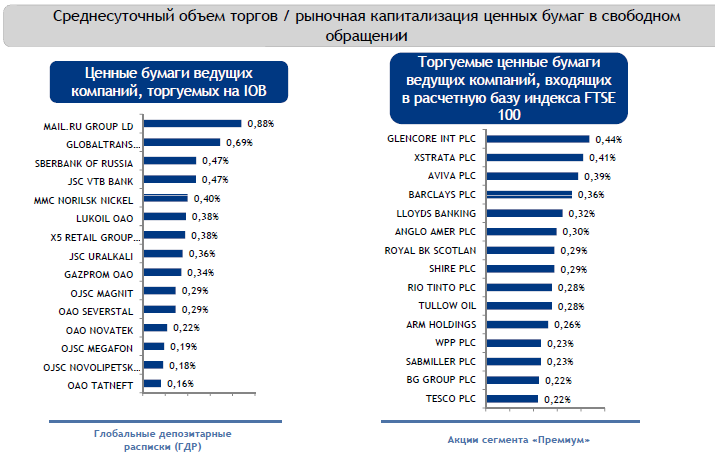 Среднесуточный объем торгов / рыночная капитализация ценных бумаг в свободном
обращении
Ценные бумаги ведущих
компаний, торгуемых на IOB
MAIL.RU GROUP LD 0,88%
GLOBALTRANS... 0,69%
SBERBANK OF RUSSIA 0,47%
JSC VTB BANK 0,47%
MMC NORILSK NICKEL 0,40%
LUKOIL OAO 0,38%
X5 RETAIL GROUP... 0,38%
JSC URALKALI 0,36%
GAZPROM OAO 0,34%
OJSC MAGNIT 0,29%
OAO SEVERSTAL 0,29%
OAO NOVATEK 0,22%
OJSC MEGAFON 0,19%
OJSC NOVOLIPETSK... 0,18%
OAO TATNEFT 0,16%
Глобальные депозитарные
расписки (ГДР)
Торгуемые ценные бумаги
ведущих компаний, входящих
в расчетную базу индекса FTSE
100
GLENCORE INT PLC 0,44%
XSTRATA PLC 0,41%
AVIVA PLC 0,39%
BARCLAYS PLC 0,36%
LLOYDS BANKING 0,32%
ANGLO AMER PLC 0,30%
ROYAL BK SCOTLAN 0,29%
SHIRE PLC 0,29%
RIO TINTO PLC 0,28%
TULLOW OIL 0,28%
ARM HOLDINGS 0,26%
WPP PLC 0,23%
SABMILLER PLC 0,23%
BG GROUP PLC 0,22%
TESCO PLC 0,22%
Акции сегмента «Премиум»